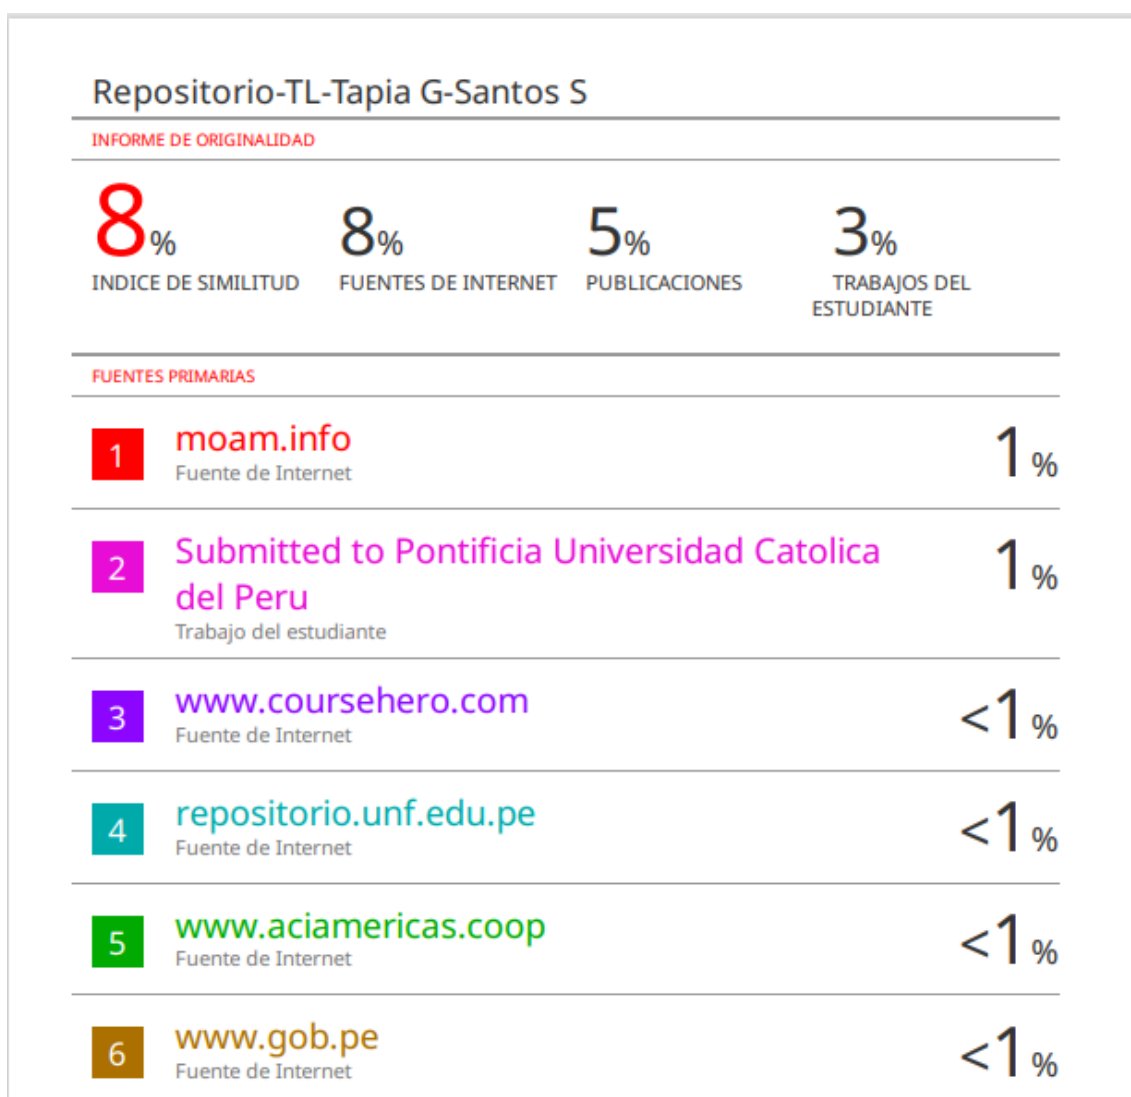 Repositorio-TL-Tapia G-Santos S
INFORME DE ORIGINALIDAD
8% 8% 5% 3%
INDICE DE SIMILITUD FUENTES DE INTERNET PUBLICACIONES TRABAJOS DEL
ESTUDIANTE
FUENTES PRIMARIAS
1 moam.info 1%
Fuente de Internet
2 Submitted to Pontificia Universidad Catolica 1%
del Peru
Trabajo del estudiante
3 www.coursehero.com <1%
Fuente de Internet
4 repositorio.unf.edu.pe <1%
Fuente de Internet
5 www.aciamericas.coop <1%
Fuente de Internet
6 www.gob.pe <1%
Fuente de Internet